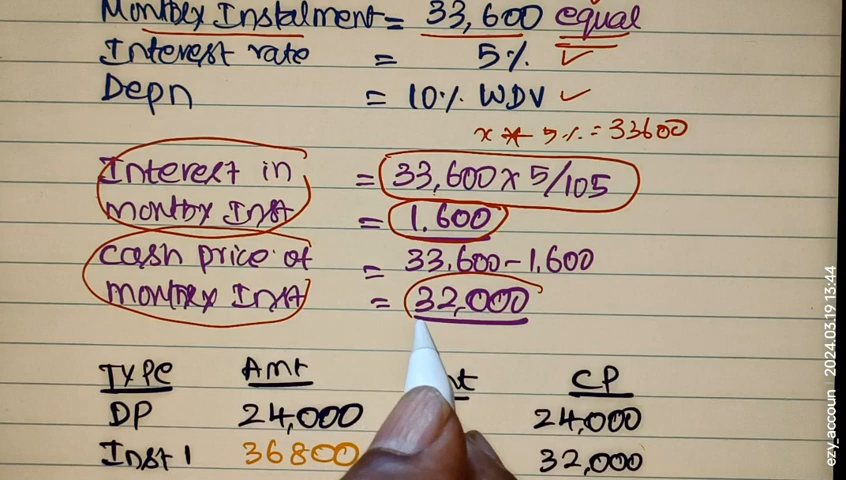 Monthly Instalment = 33,600 equal
Interest rate = 5%
Depn = 10% WDV
x + 5% = 33600
Interest in = 33,600 x 5/105
monthly Inst = 1,600
Cash price of = 33,600 - 1,600
monthly Inst = 32,000
TYPE Amt CP
DP 24,000 24,000
Inst 1 36800 32,000
ezy_accoun 2024.03.19 13:44